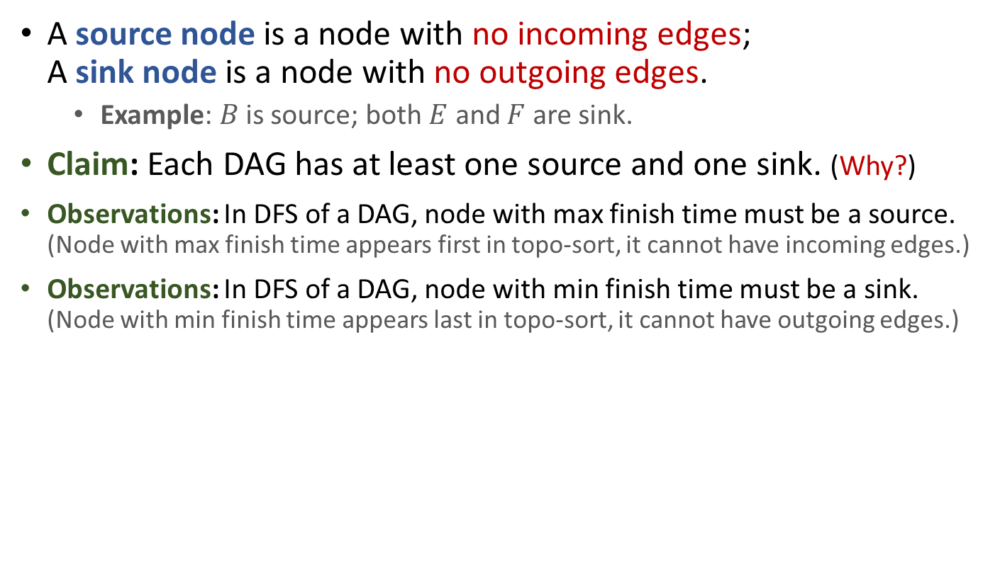 • A source node is a node with no incoming edges;
A sink node is a node with no outgoing edges.
• Example: B is source; both E and F are sink.
• Claim: Each DAG has at least one source and one sink. (Why?)
• Observations: In DFS of a DAG, node with max finish time must be a source.
(Node with max finish time appears first in topo-sort, it cannot have incoming edges.)
• Observations: In DFS of a DAG, node with min finish time must be a sink.
(Node with min finish time appears last in topo-sort, it cannot have outgoing edges.)